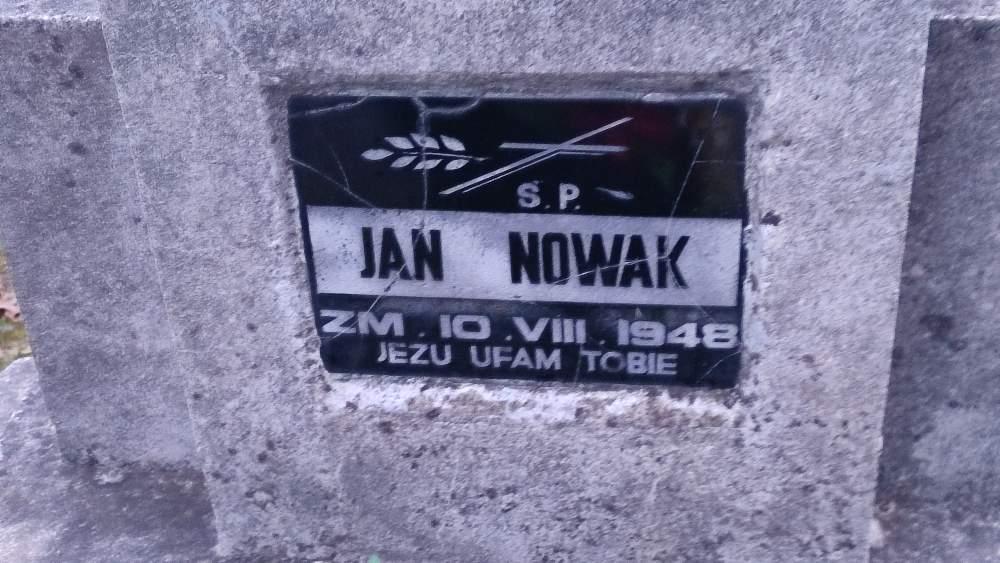 S.P.
JAN NOWAK
ZM. 10.VIII.1948
JEZU UFAM TOBIE